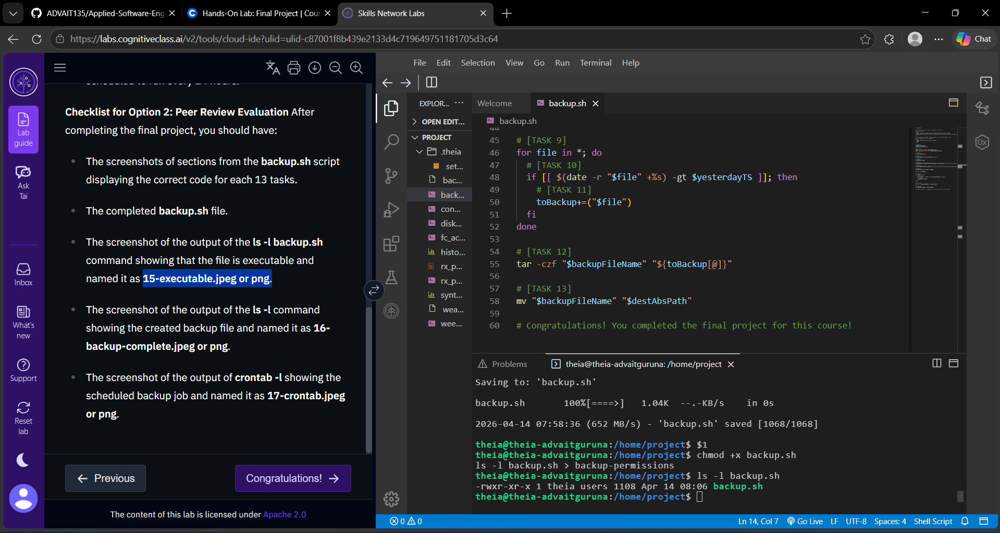 ADVAIT135/Applied-Software-Eng
Hands-On Lab: Final Project | Cour
Skills Network Labs
https://labs.cognitiveclass.ai/v2/tools/cloud-ide?ulid=ulid-c87001f8b439e2133d4c719649751181705d3c64
Chat
Lab
guide
Ask
Tai
Inbox
What's
new
Support
Reset
lab
Checklist for Option 2: Peer Review Evaluation After
completing the final project, you should have:
The screenshots of sections from the backup.sh script
displaying the correct code for each 13 tasks.
The completed backup.sh file.
The screenshot of the output of the ls -l backup.sh
command showing that the file is executable and
named it as 15-executable.jpeg or png.
The screenshot of the output of the ls -l command
showing the created backup file and named it as 16-
backup-complete.jpeg or png.
The screenshot of the output of crontab -l showing the
scheduled backup job and named it as 17-crontab.jpeg
or png.
Previous
Congratulations!
The content of this lab is licensed under Apache 2.0
File Edit Selection View Go Run Terminal Help
EXPLOR...
OPEN EDIT...
PROJECT
.theia
set...
bac...
back...
con...
disk...
fc_ac...
histo...
rx_p...
rx_p...
synt...
wea...
wee...
Welcome
backup.sh
backup.sh
44
45 # [TASK 9]
46 for file in *; do
47 # [TASK 10]
48 if [[ $(date -r "$file" +%s) -gt $yesterdayTS ]]; then
49 # [TASK 11]
50 toBackup+=("$file")
51 fi
52 done
53
54 # [TASK 12]
55 tar -czf "$backupFileName" "${toBackup[@]}"
56
57 # [TASK 13]
58 mv "$backupFileName" "$destAbsPath"
59
60 # Congratulations! You completed the final project for this course!
Problems
theia@theia-advaitguruna: /home/project
Saving to: 'backup.sh'
backup.sh 100%[====>] 1.04K --.-KB/s in 0s
2026-04-14 07:58:36 (652 MB/s) - 'backup.sh' saved [1068/1068]
theia@theia-advaitguruna:/home/project$ $1
theia@theia-advaitguruna:/home/project$ chmod +x backup.sh
ls -l backup.sh > backup-permissions
theia@theia-advaitguruna:/home/project$ ls -l backup.sh
-rwxr-xr-x 1 theia users 1108 Apr 14 08:06 backup.sh
theia@theia-advaitguruna:/home/project$
0 0
Ln 14, Col 7 Go Live LF UTF-8 Spaces: 4 Shell Script